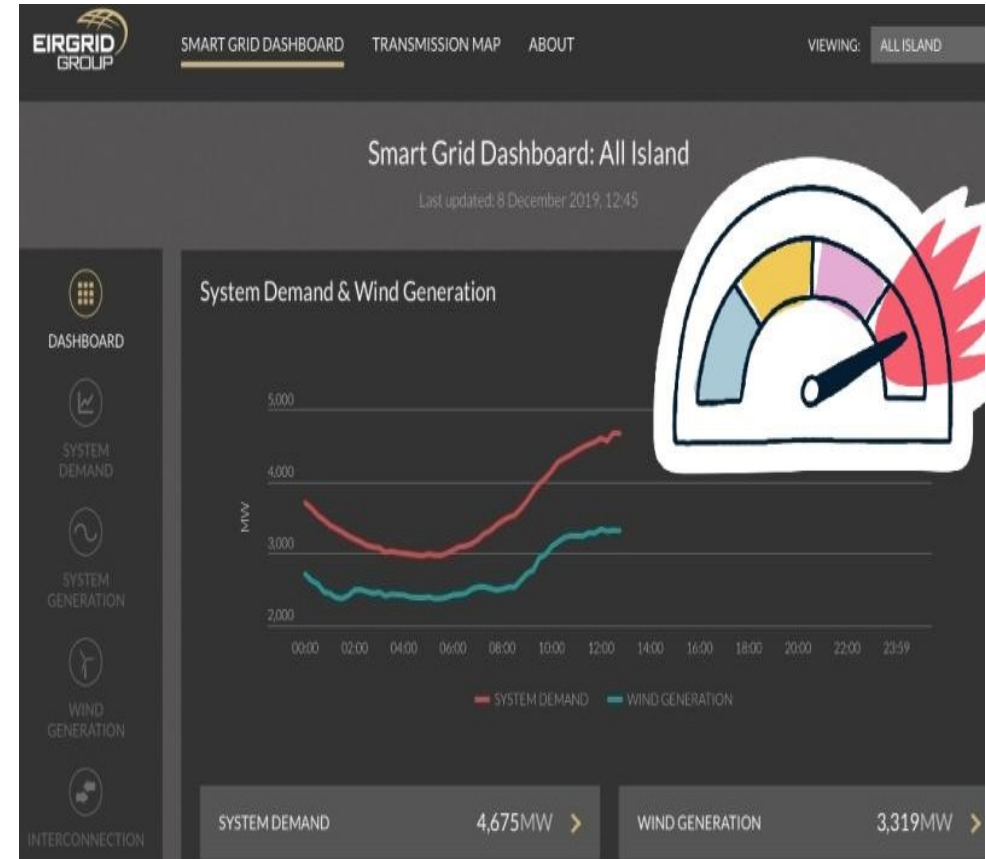 EIRGRID
GROUP
SMART GRID DASHBOARD
TRANSMISSION MAP
ABOUT
VIEWING:
ALL ISLAND
Smart Grid Dashboard: All Island
Last updated: 8 December 2019, 12:45
DASHBOARD
SYSTEM
DEMAND
SYSTEM
GENERATION
WIND
GENERATION
INTERCONNECTION
System Demand & Wind Generation
MW
5,000
4,000
3,000
2,000
00:00 02:00 04:00 06:00 08:00 10:00 12:00 14:00 16:00 18:00 20:00 22:00 23:59
SYSTEM DEMAND WIND GENERATION
SYSTEM DEMAND 4,675MW
WIND GENERATION 3,319MW